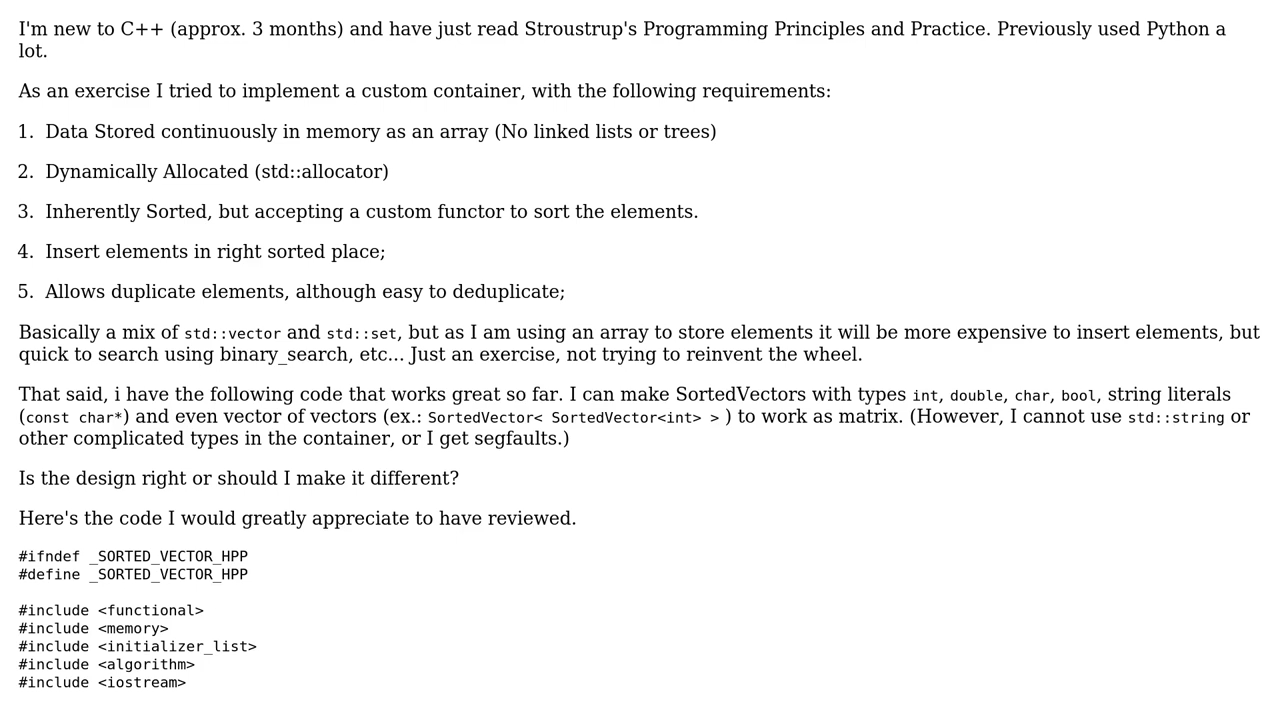 I'm new to C++ (approx. 3 months) and have just read Stroustrup's Programming Principles and Practice. Previously used Python a
lot.
As an exercise I tried to implement a custom container, with the following requirements:
1. Data Stored continuously in memory as an array (No linked lists or trees)
2. Dynamically Allocated (std::allocator)
3. Inherently Sorted, but accepting a custom functor to sort the elements.
4. Insert elements in right sorted place;
5. Allows duplicate elements, although easy to deduplicate;
Basically a mix of std::vector and std::set, but as I am using an array to store elements it will be more expensive to insert elements, but
quick to search using binary_search, etc... Just an exercise, not trying to reinvent the wheel.
That said, i have the following code that works great so far. I can make SortedVectors with types int, double, char, bool, string literals
(const char*) and even vector of vectors (ex.: SortedVector< SortedVector<int> > ) to work as matrix. (However, I cannot use std::string or
other complicated types in the container, or I get segfaults.)
Is the design right or should I make it different?
Here's the code I would greatly appreciate to have reviewed.
#ifndef _SORTED_VECTOR_HPP
#define _SORTED_VECTOR_HPP
#include <functional>
#include <memory>
#include <initializer_list>
#include <algorithm>
#include <iostream>